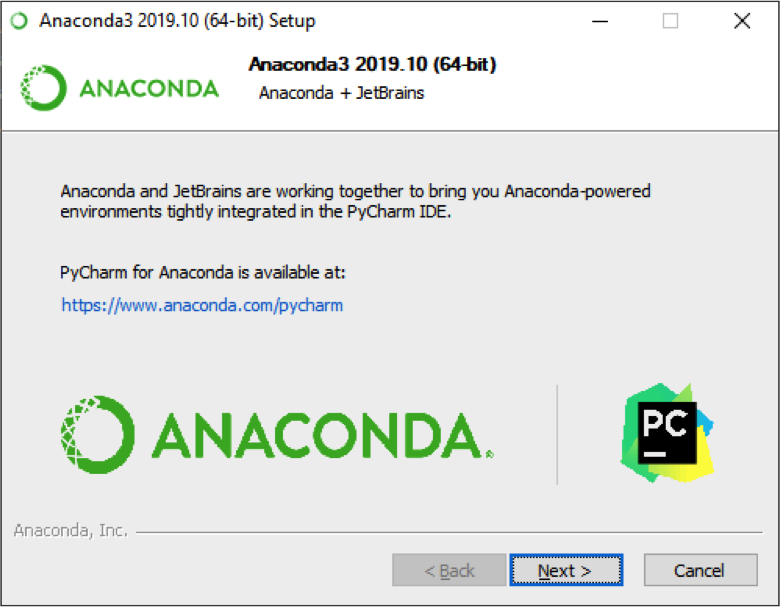 Anaconda3 2019.10 (64-bit) Setup
ANACONDA
Anaconda3 2019.10 (64-bit)
Anaconda + JetBrains
Anaconda and JetBrains are working together to bring you Anaconda-powered
environments tightly integrated in the PyCharm IDE.
PyCharm for Anaconda is available at:
https://www.anaconda.com/pycharm
ANACONDA®
PC
Anaconda, Inc.
< Back
Next >
Cancel